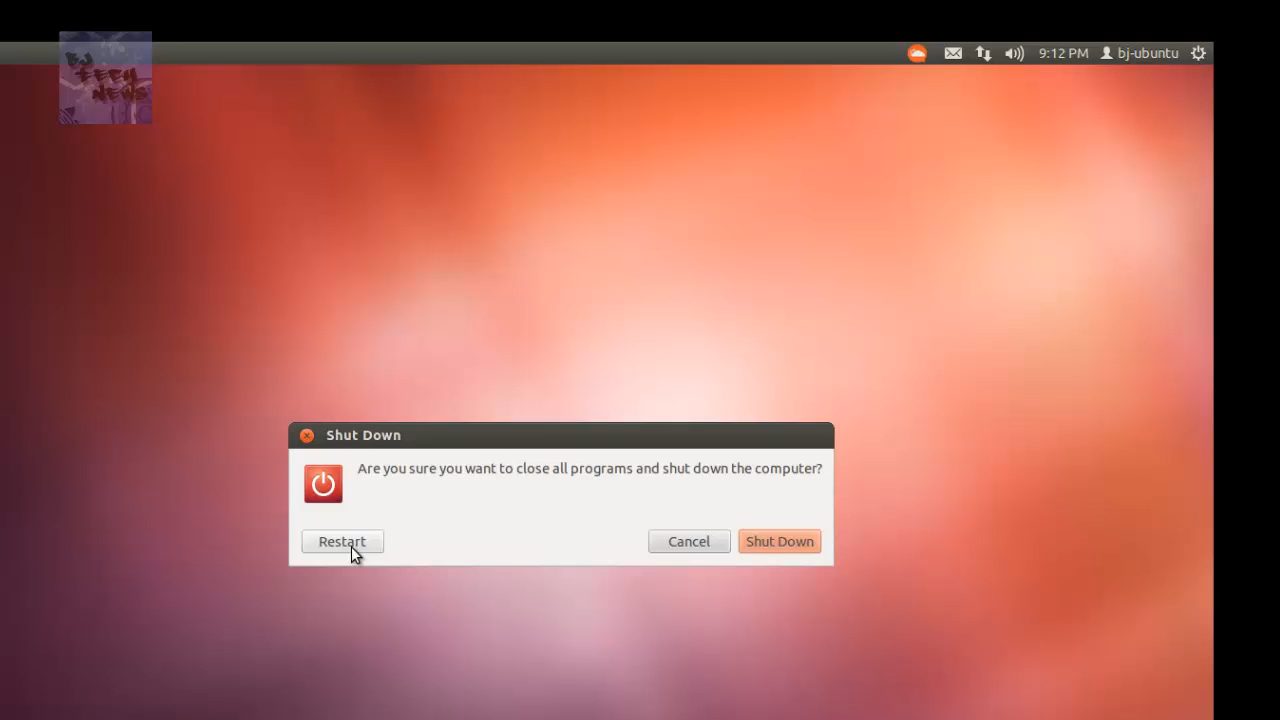 9:12 PM bj-ubuntu
Shut Down
Are you sure you want to close all programs and shut down the computer?
Restart Cancel Shut Down